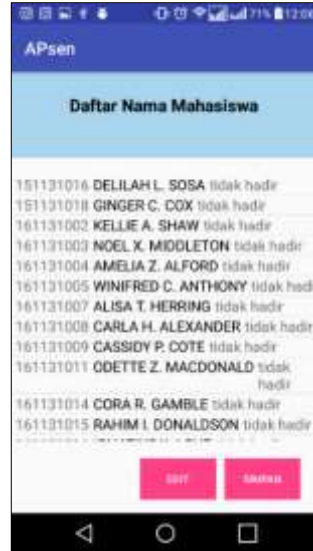 71% 12:06
APsen
Daftar Nama Mahasiswa
151131016 DELILAH L. SOSA tidak hadir
151131018 GINGER C. COX tidak hadir
161131002 KELLIE A. SHAW tidak hadir
161131003 NOEL X. MIDDLETON tidak hadir
161131004 AMELIA Z. ALFORD tidak hadir
161131005 WINIFRED C. ANTHONY tidak hadir
161131007 ALISA T. HERRING tidak hadir
161131008 CARLA H. ALEXANDER tidak hadir
161131009 CASSIDY P. COTE tidak hadir
161131011 ODETTE Z. MACDONALD tidak
hadir
161131014 CORA R. GAMBLE tidak hadir
161131015 RAHIM I. DONALDSON tidak hadir
EDIT SIMPAN